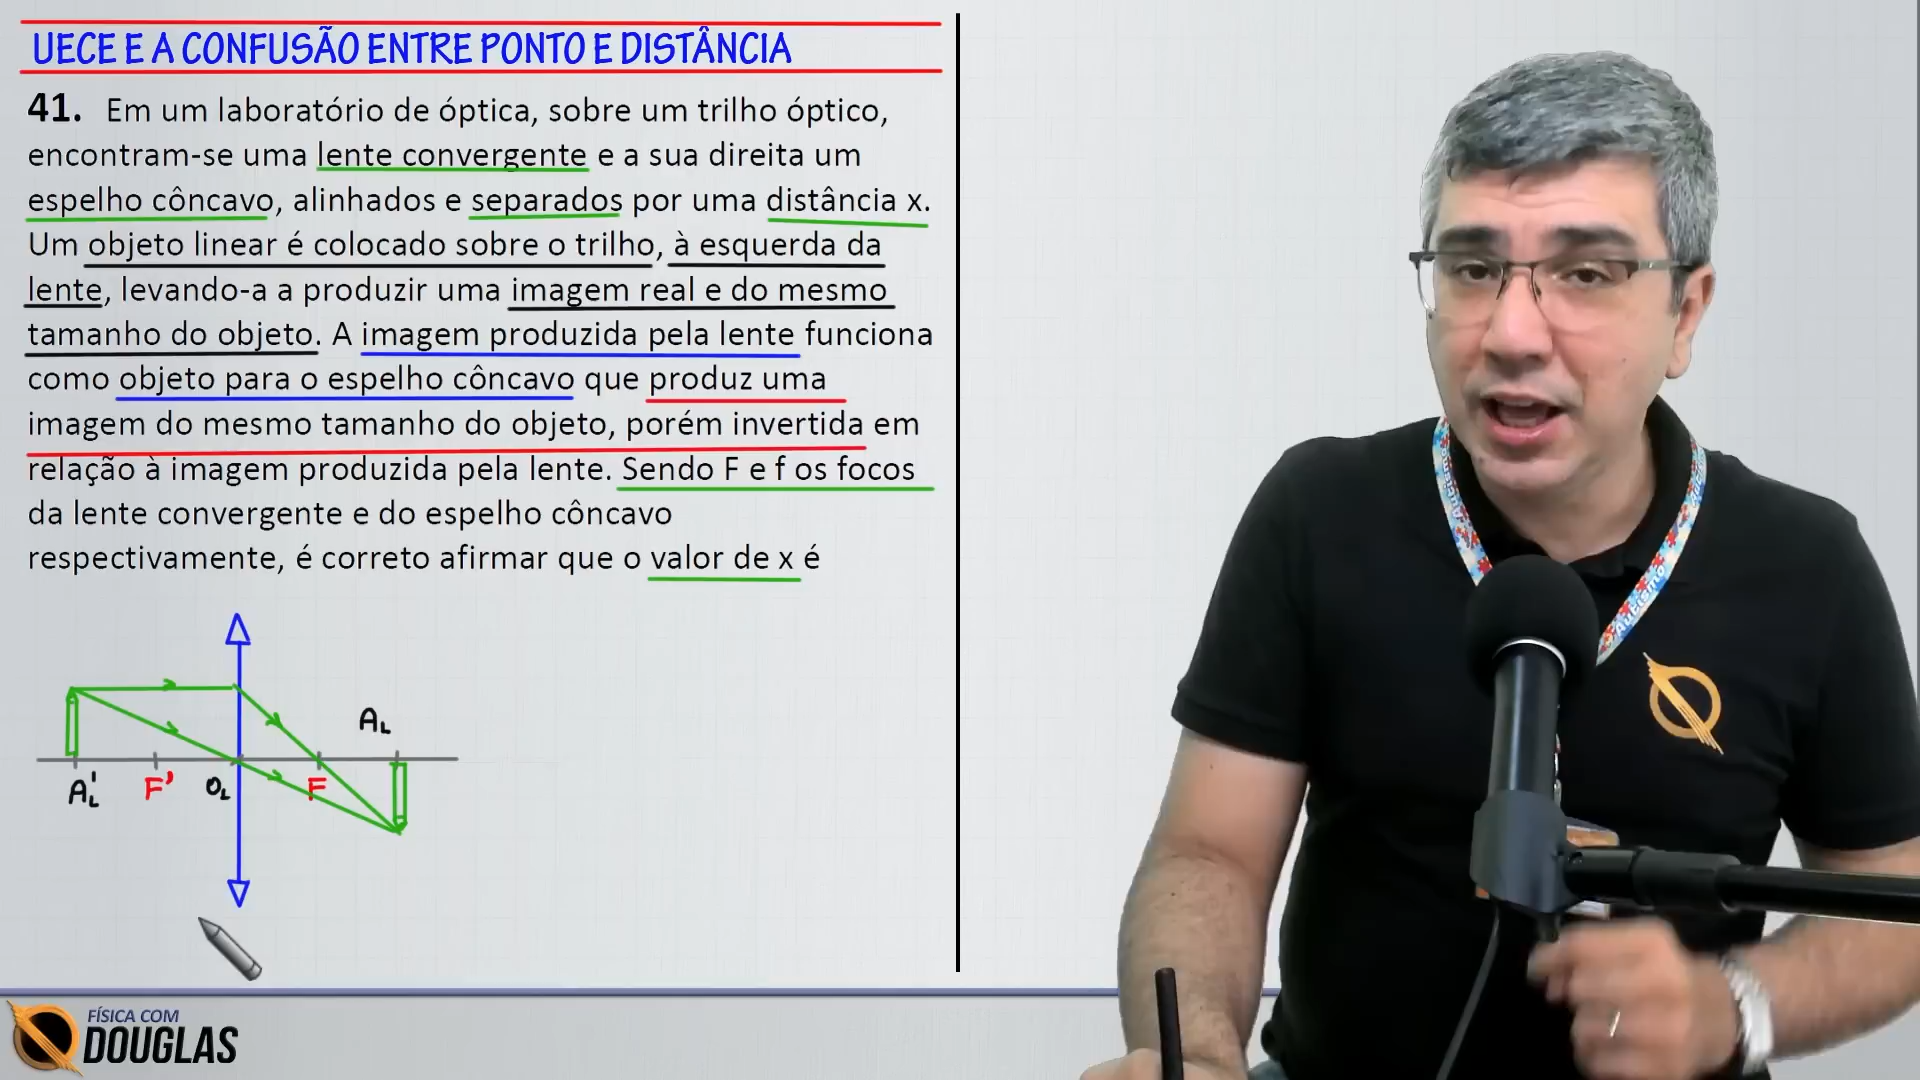 UECE E A CONFUSÃO ENTRE PONTO E DISTÂNCIA
41. Em um laboratório de óptica, sobre um trilho óptico,
encontram-se uma lente convergente e a sua direita um
espelho côncavo, alinhados e separados por uma distância x.
Um objeto linear é colocado sobre o trilho, à esquerda da
lente, levando-a a produzir uma imagem real e do mesmo
tamanho do objeto. A imagem produzida pela lente funciona
como objeto para o espelho côncavo que produz uma
imagem do mesmo tamanho do objeto, porém invertida em
relação à imagem produzida pela lente. Sendo F e f os focos
da lente convergente e do espelho côncavo
respectivamente, é correto afirmar que o valor de x é
A_L
A'_L F' O_L F
Autismo
FÍSICA COM
DOUGLAS